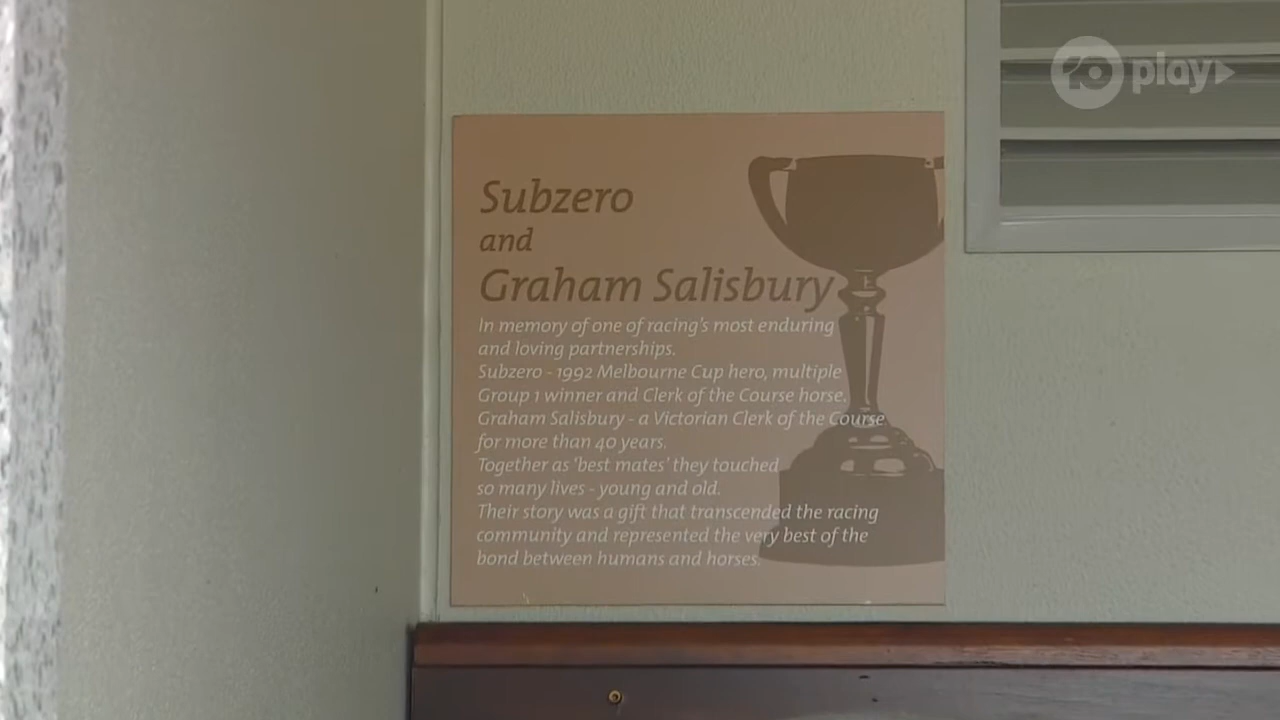 10 play
Subzero
and
Graham Salisbury
In memory of one of racing's most enduring
and loving partnerships.
Subzero - 1992 Melbourne Cup hero, multiple
Group 1 winner and Clerk of the Course horse.
Graham Salisbury - a Victorian Clerk of the Course
for more than 40 years.
Together as 'best mates' they touched
so many lives - young and old.
Their story was a gift that transcended the racing
community and represented the very best of the
bond between humans and horses.